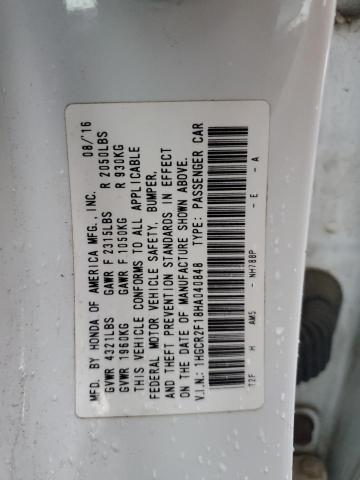 MFD. BY HONDA OF AMERICA MFG., INC. 08/16
GVWR 4321LBS GAWR F 2315LBS R 2050LBS
GVWR 1960KG GAWR F 1050KG R 930KG
THIS VEHICLE CONFORMS TO ALL APPLICABLE
FEDERAL MOTOR VEHICLE SAFETY, BUMPER,
AND THEFT PREVENTION STANDARDS IN EFFECT
ON THE DATE OF MANUFACTURE SHOWN ABOVE.
V.I.N.: 1HGCR2F18HA040848 TYPE: PASSENGER CAR
T2F H AM5 - NH788P - E - A